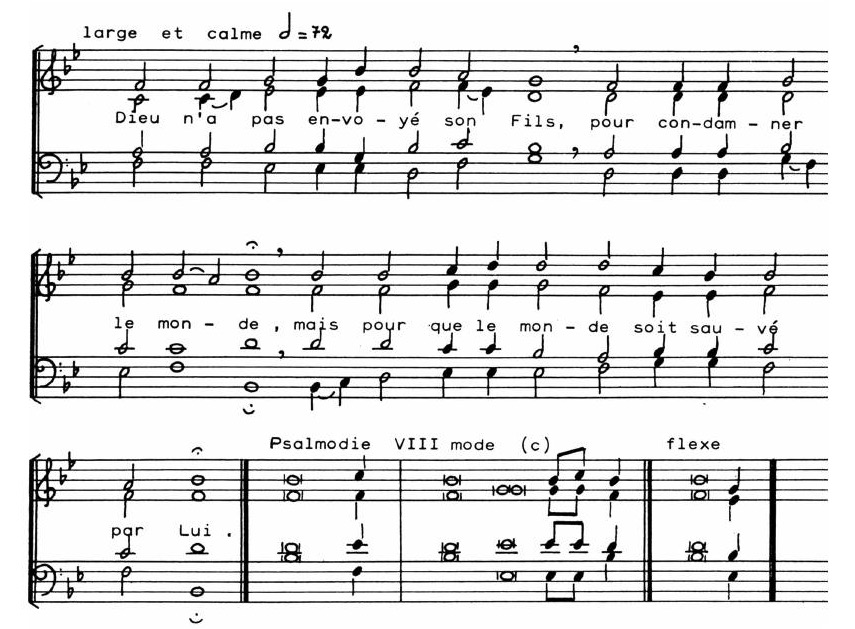 large et calme 𝅗𝅥 = 72
Dieu n'a pas en-vo-yé son Fils, pour con-dam-ner
le mon-de, mais pour que le mon-de soit sau-vé
par Lui.
Psalmodie VIII mode (c) flexe